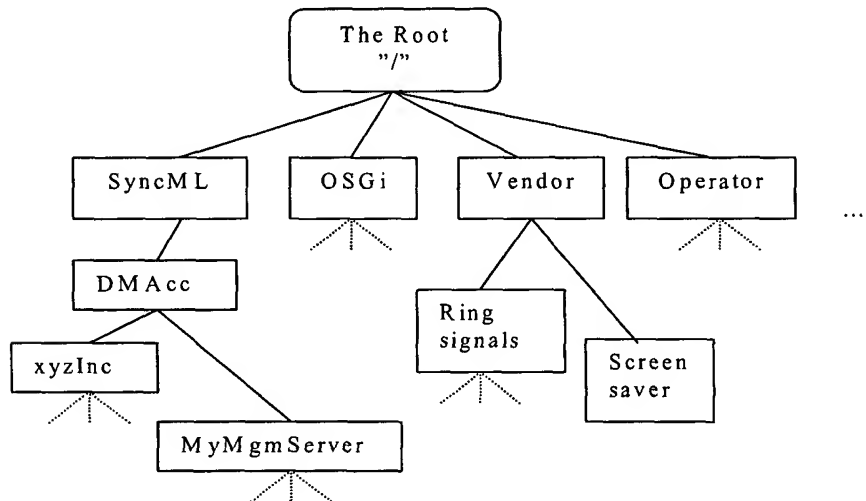 The Root
"/"
SyncML
OSGi
Vendor
Operator
...
DMAcc
Ring
signals
xyzInc
Screen
saver
MyMgmServer